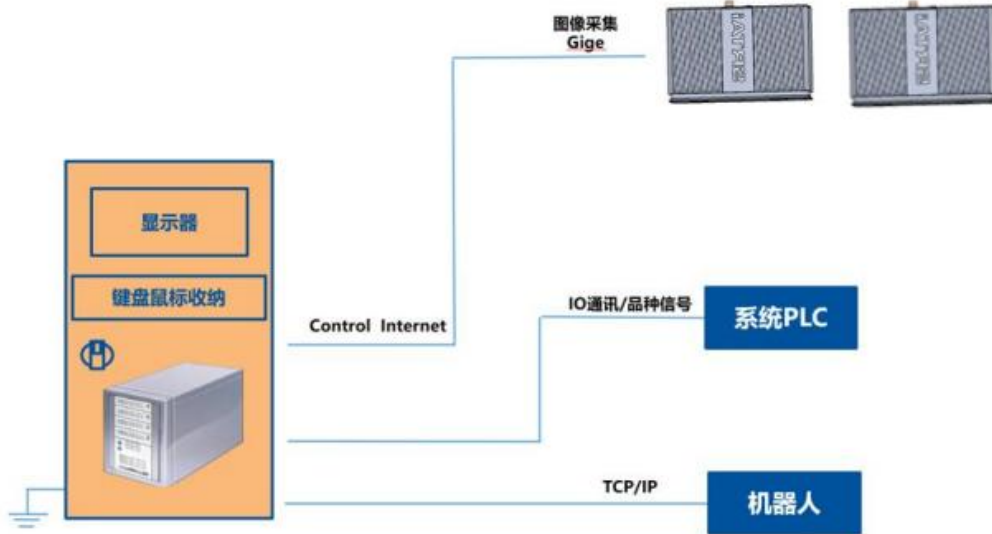 图像采集
Gige
显示器
键盘鼠标收纳
Control Internet
IO通讯/品种信号
系统PLC
TCP/IP
机器人